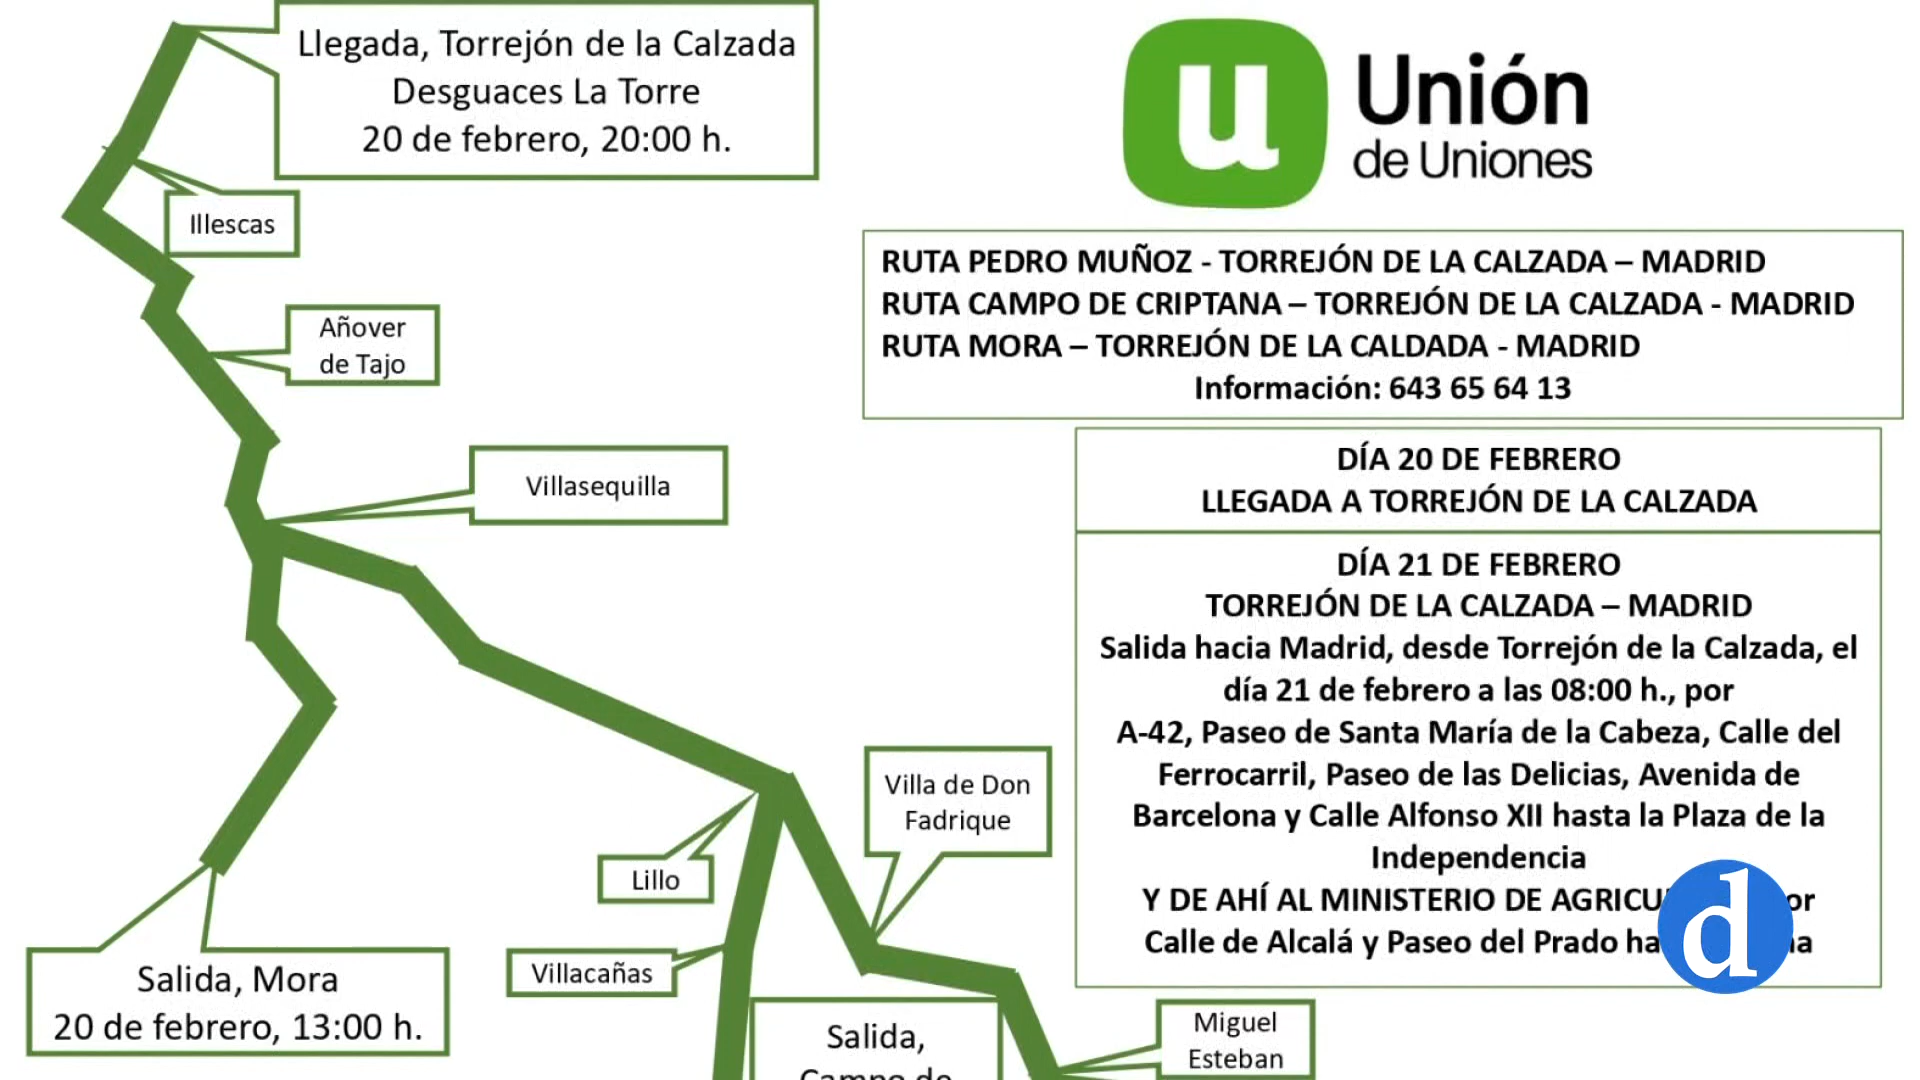 Llegada, Torrejón de la Calzada
Desguaces La Torre
20 de febrero, 20:00 h.
Illescas
Añover
de Tajo
Villasequilla
Villa de Don
Fadrique
Lillo
Villacañas
Salida, Mora
20 de febrero, 13:00 h.
Salida,
Campo de
Miguel
Esteban
u
Unión
de Uniones
RUTA PEDRO MUÑOZ - TORREJÓN DE LA CALZADA – MADRID
RUTA CAMPO DE CRIPTANA – TORREJÓN DE LA CALZADA - MADRID
RUTA MORA – TORREJÓN DE LA CALDADA - MADRID
Información: 643 65 64 13
DÍA 20 DE FEBRERO
LLEGADA A TORREJÓN DE LA CALZADA
DÍA 21 DE FEBRERO
TORREJÓN DE LA CALZADA – MADRID
Salida hacia Madrid, desde Torrejón de la Calzada, el
día 21 de febrero a las 08:00 h., por
A-42, Paseo de Santa María de la Cabeza, Calle del
Ferrocarril, Paseo de las Delicias, Avenida de
Barcelona y Calle Alfonso XII hasta la Plaza de la
Independencia
Y DE AHÍ AL MINISTERIO DE
Calle de Alcalá y Paseo del Prado
d